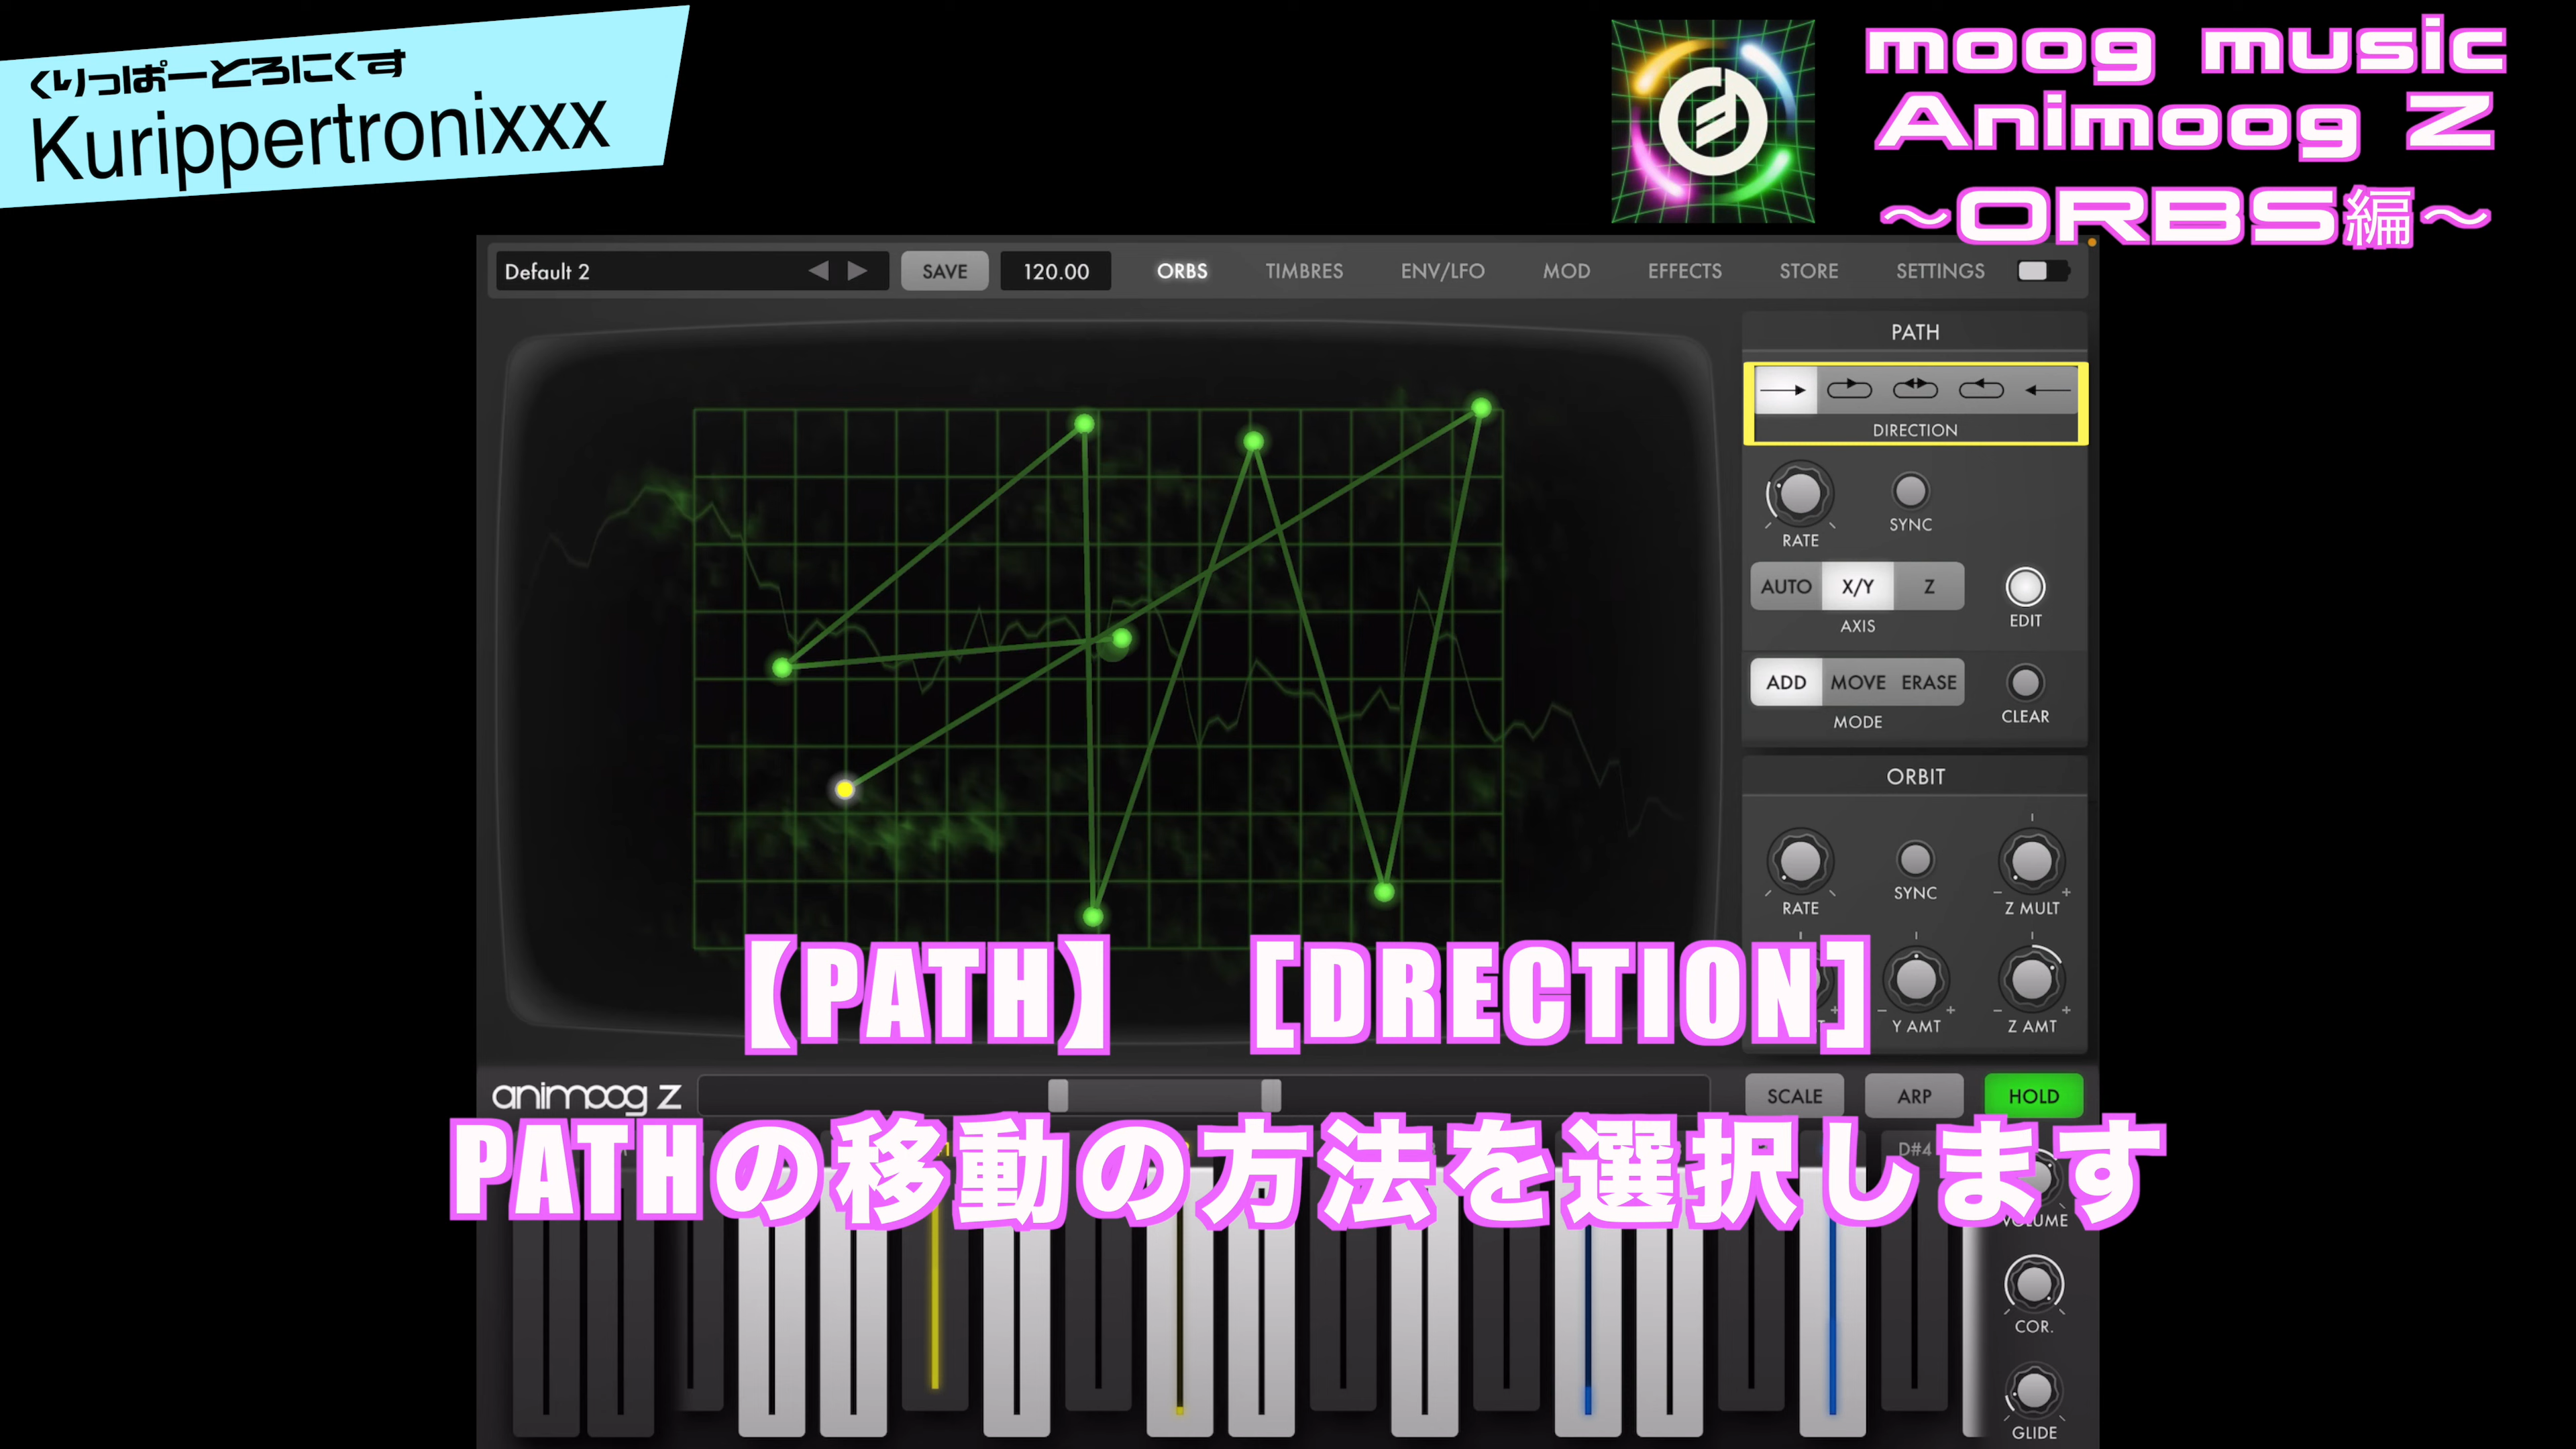 くりっぱーとろにくす
Kurippertronixxx
moog music
Animoog Z
～ORBS編～
Default 2
SAVE
120.00
ORBS
TIMBRES
ENV/LFO
MOD
EFFECTS
STORE
SETTINGS
PATH
DIRECTION
RATE
SYNC
AUTO
X/Y
Z
AXIS
EDIT
ADD
MOVE
ERASE
MODE
CLEAR
ORBIT
RATE
SYNC
Z MULT
Y AMT
Z AMT
【PATH】 [DRECTION]
animoog Z
SCALE
ARP
HOLD
PATHの移動の方法を選択します
D#4
VOLUME
COR.
GLIDE